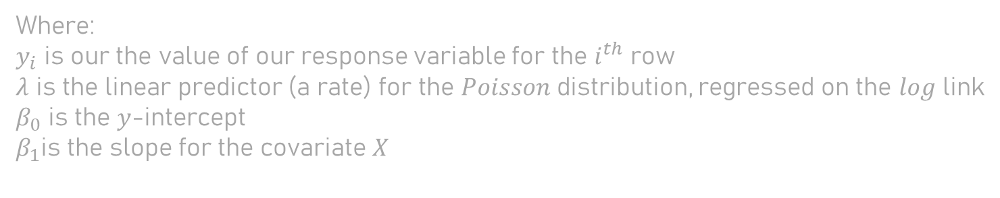 Where:
yᵢ is our the value of our response variable for the iᵗʰ row
λ is the linear predictor (a rate) for the Poisson distribution, regressed on the log link
β₀ is the y-intercept
β₁is the slope for the covariate X